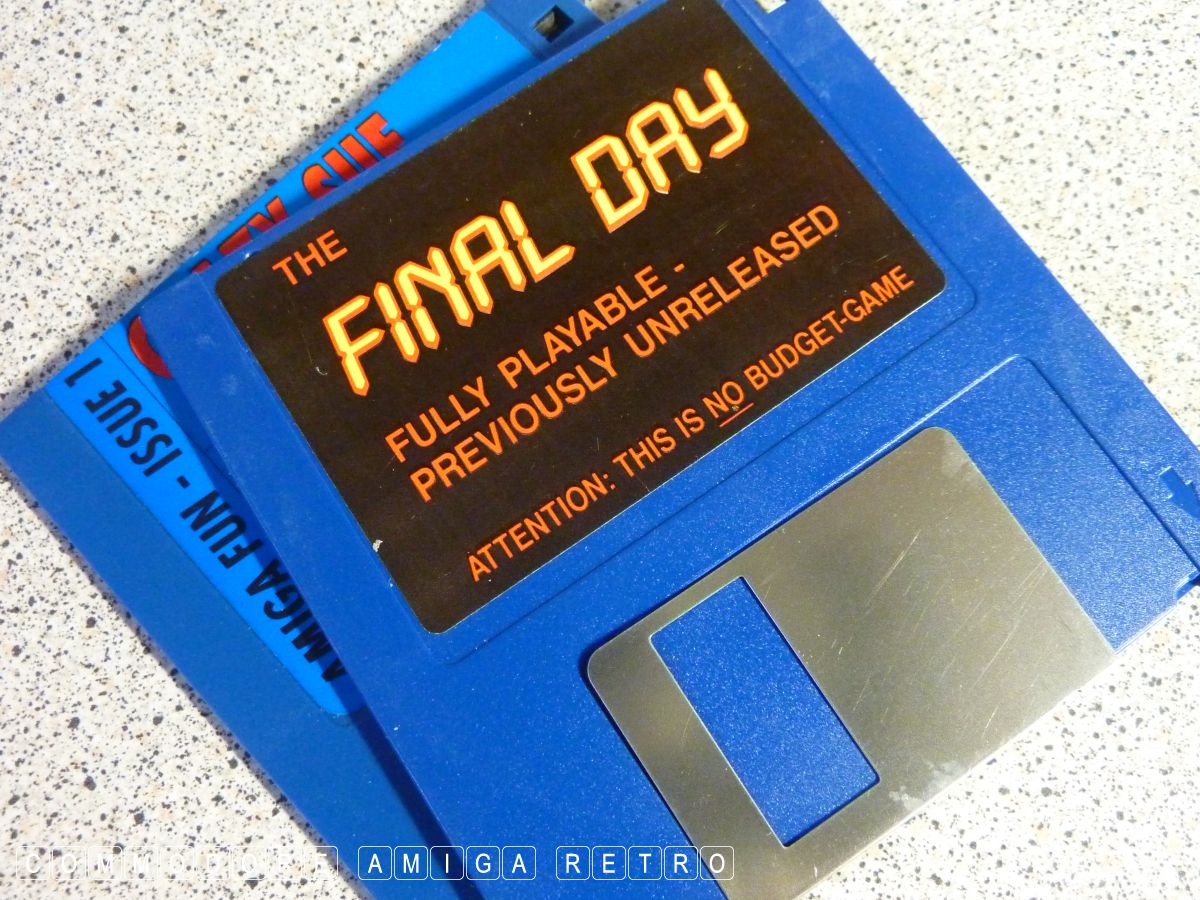 THE
FINAL DAY
FULLY PLAYABLE -
PREVIOUSLY UNRELEASED
ATTENTION: THIS IS NO BUDGET-GAME
SUE
AMIGA FUN - ISSUE 1
COMMODORE AMIGA RETRO